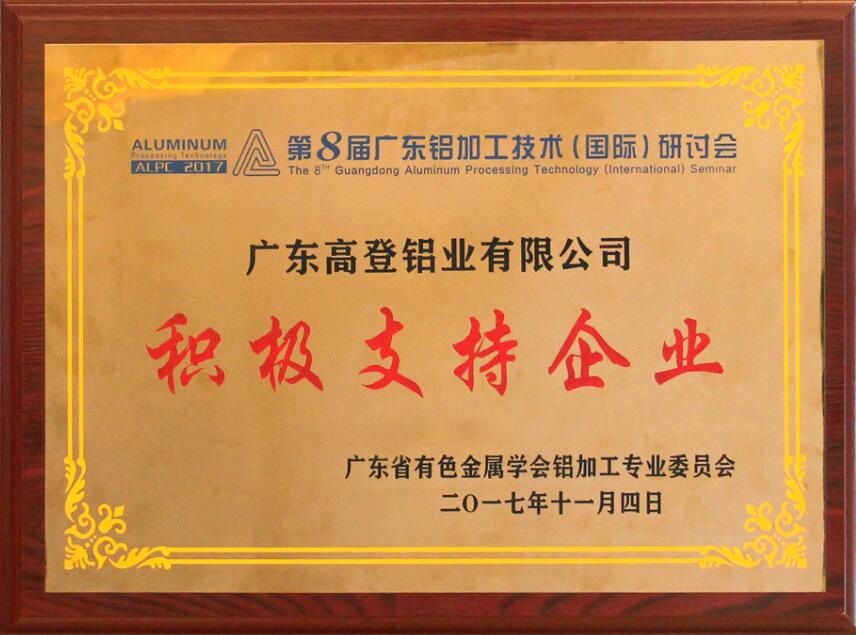 ALUMINUM
Processing Technology
ALPC 2017
第8届广东铝加工技术（国际）研讨会
The 8TH Guangdong Aluminum Processing Technology (International) Seminar
广东高登铝业有限公司
积极支持企业
广东省有色金属学会铝加工专业委员会
二〇一七年十一月四日